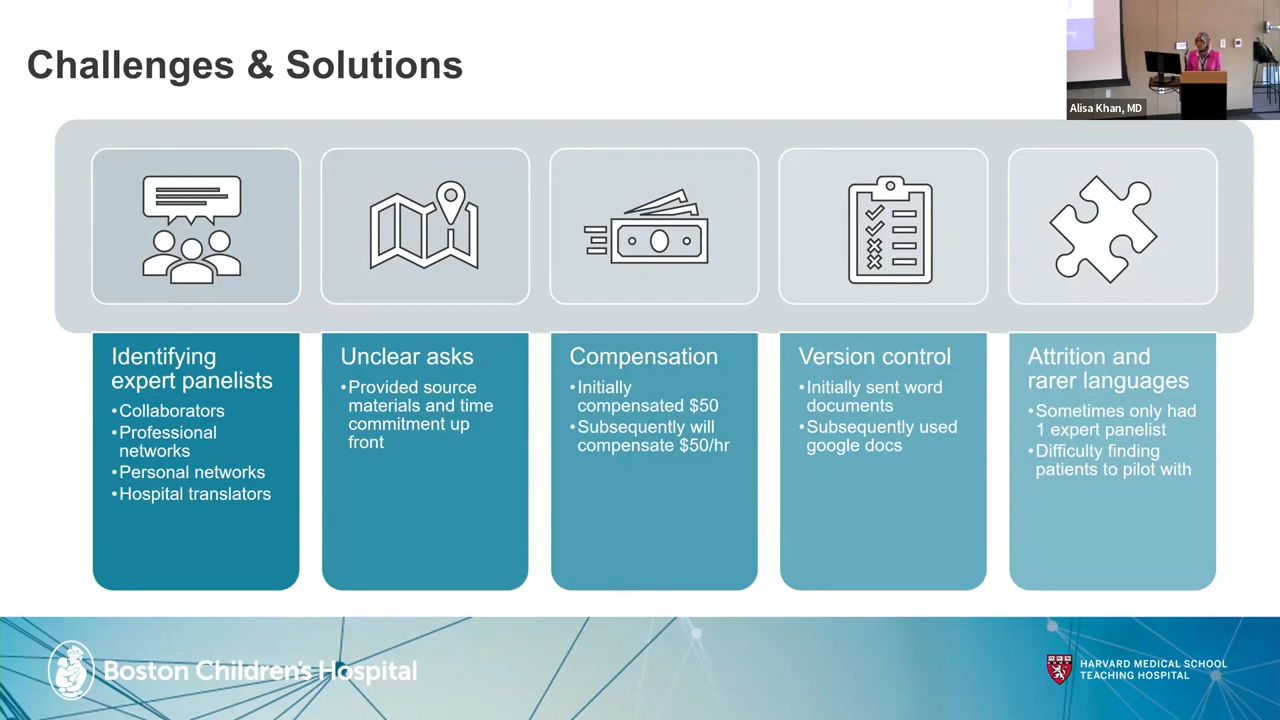 Challenges & Solutions
Alisa Khan, MD
Identifying
expert panelists
•Collaborators
•Professional
networks
•Personal networks
•Hospital translators
Unclear asks
•Provided source
materials and time
commitment up
front
Compensation
•Initially
compensated $50
•Subsequently will
compensate $50/hr
Version control
•Initially sent word
documents
•Subsequently used
google docs
Attrition and
rarer languages
•Sometimes only had
1 expert panelist
•Difficulty finding
patients to pilot with
Boston Children's Hospital
HARVARD MEDICAL SCHOOL
TEACHING HOSPITAL